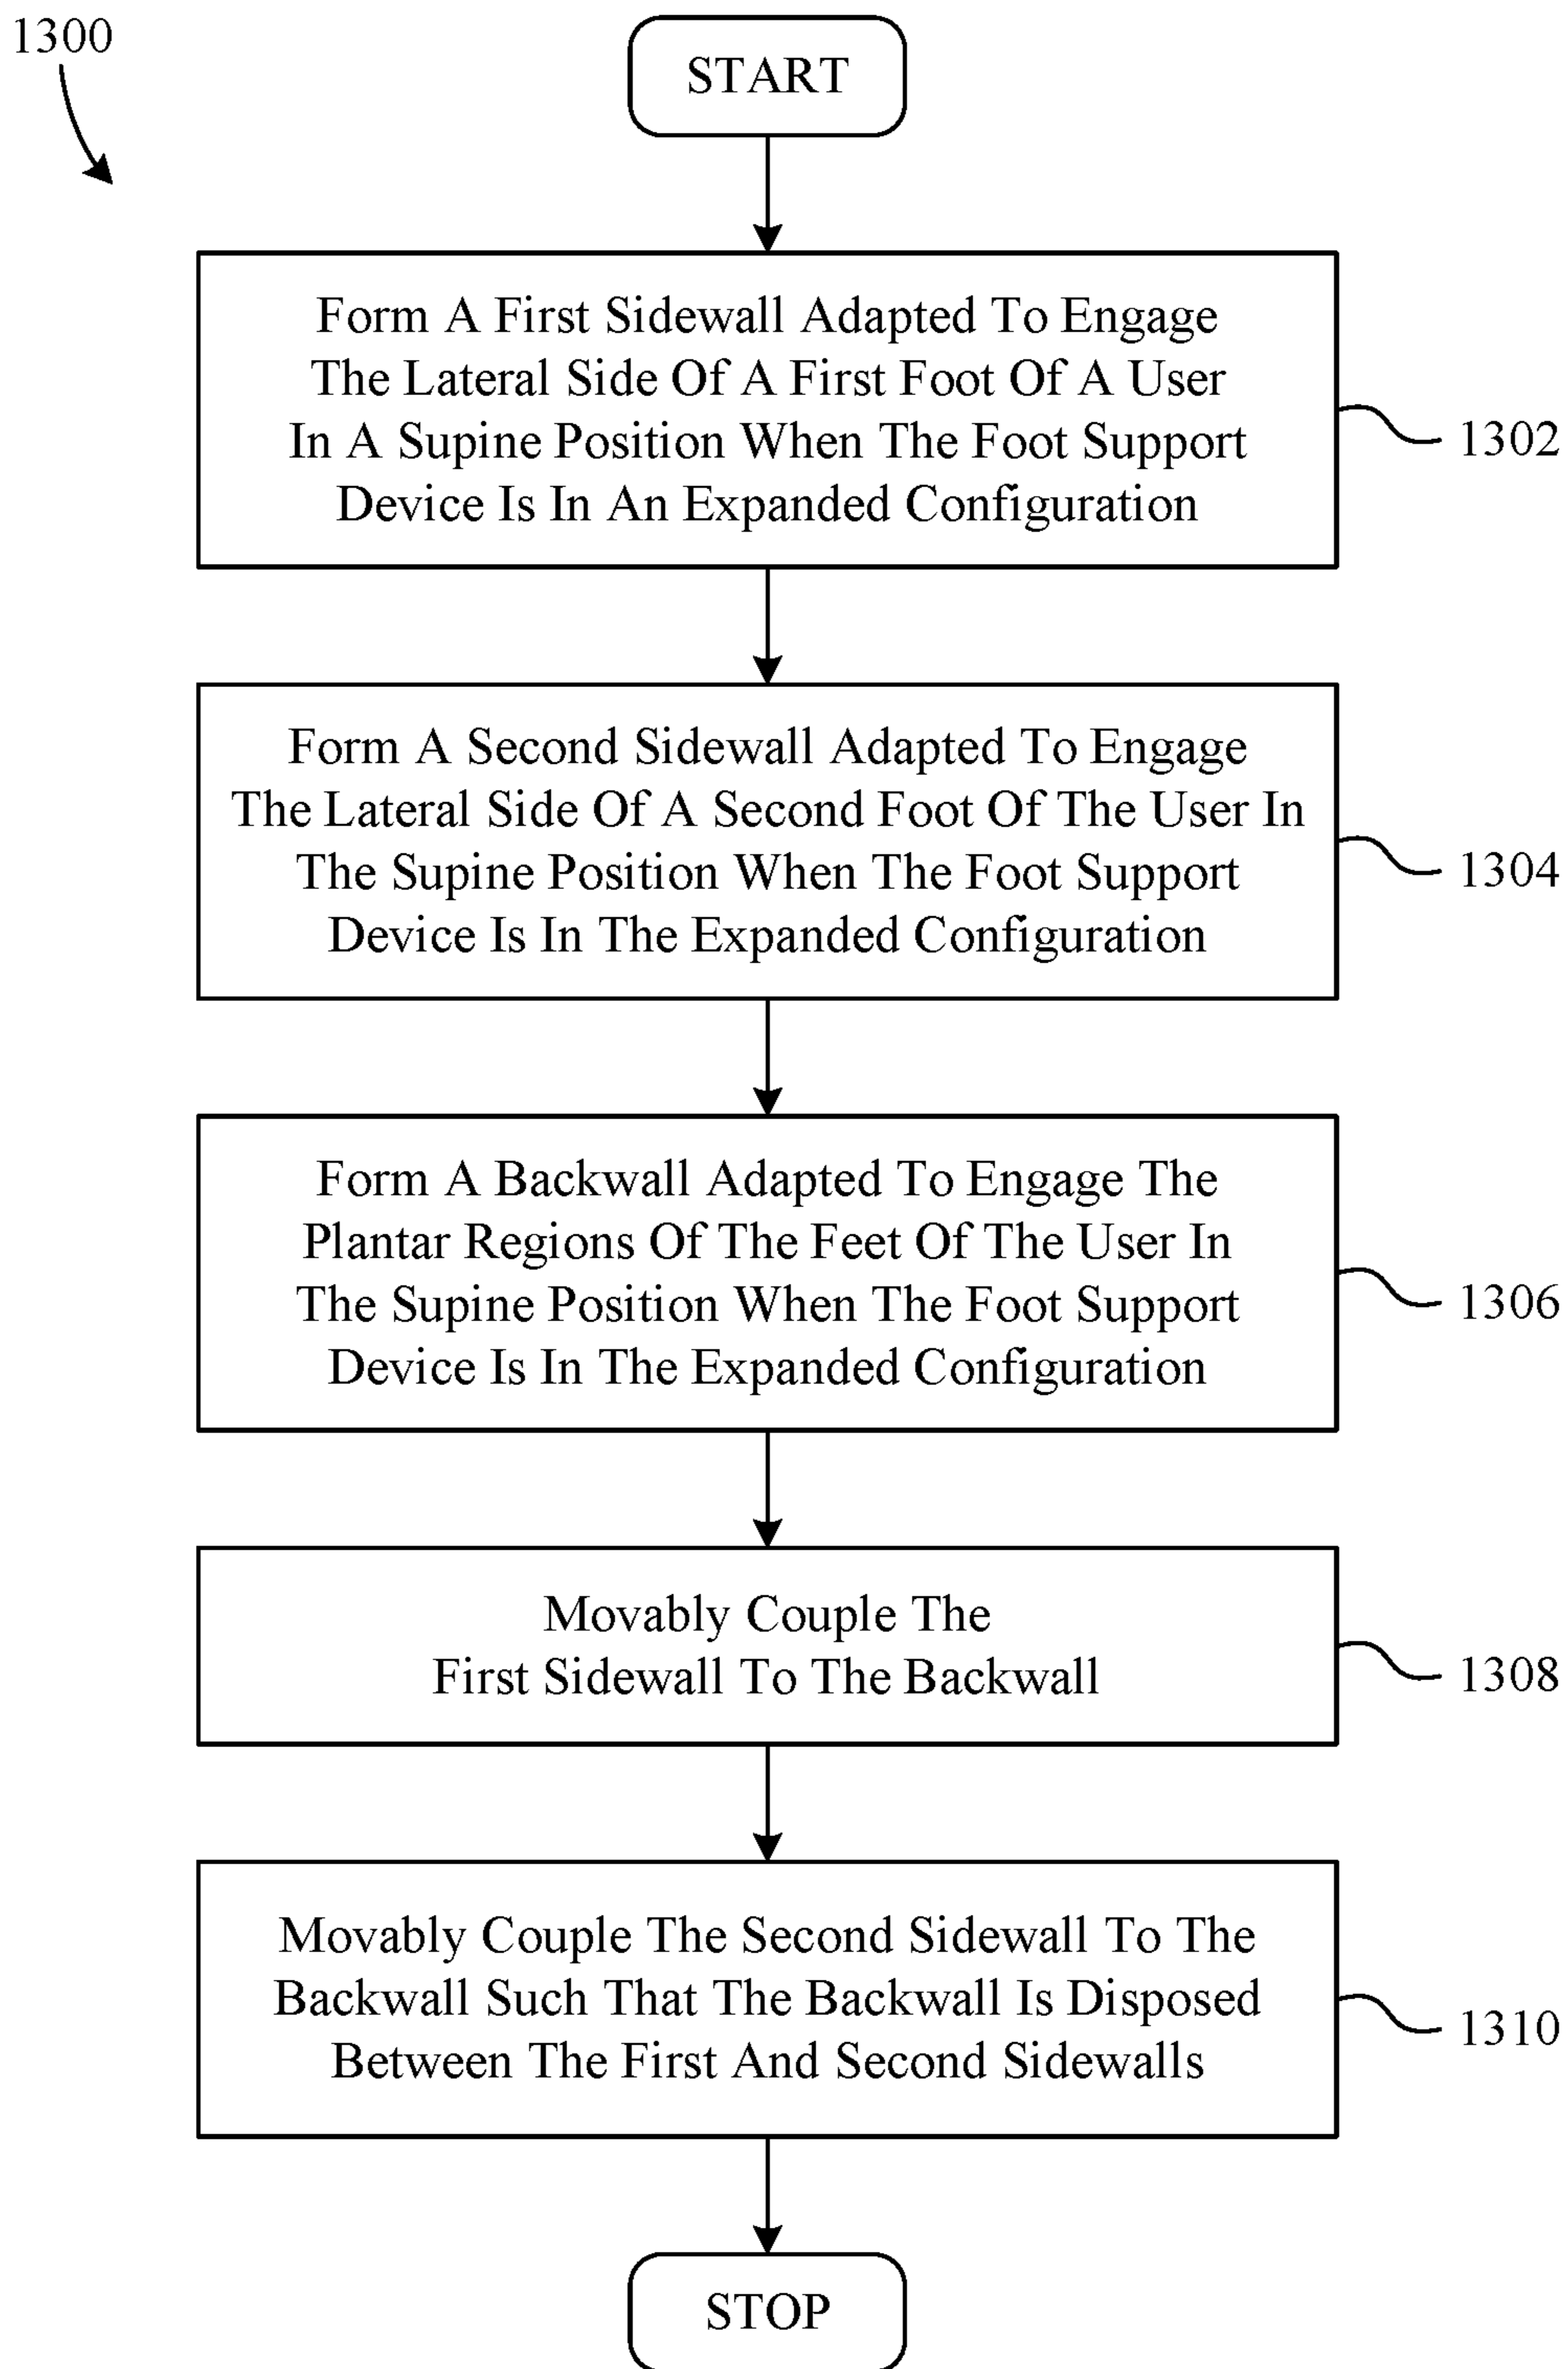 1300
START
Form A First Sidewall Adapted To Engage
The Lateral Side Of A First Foot Of A User
In A Supine Position When The Foot Support
Device Is In An Expanded Configuration
1302
Form A Second Sidewall Adapted To Engage
The Lateral Side Of A Second Foot Of The User In
The Supine Position When The Foot Support
Device Is In The Expanded Configuration
1304
Form A Backwall Adapted To Engage The
Plantar Regions Of The Feet Of The User In
The Supine Position When The Foot Support
Device Is In The Expanded Configuration
1306
Movably Couple The
First Sidewall To The Backwall
1308
Movably Couple The Second Sidewall To The
Backwall Such That The Backwall Is Disposed
Between The First And Second Sidewalls
1310
STOP